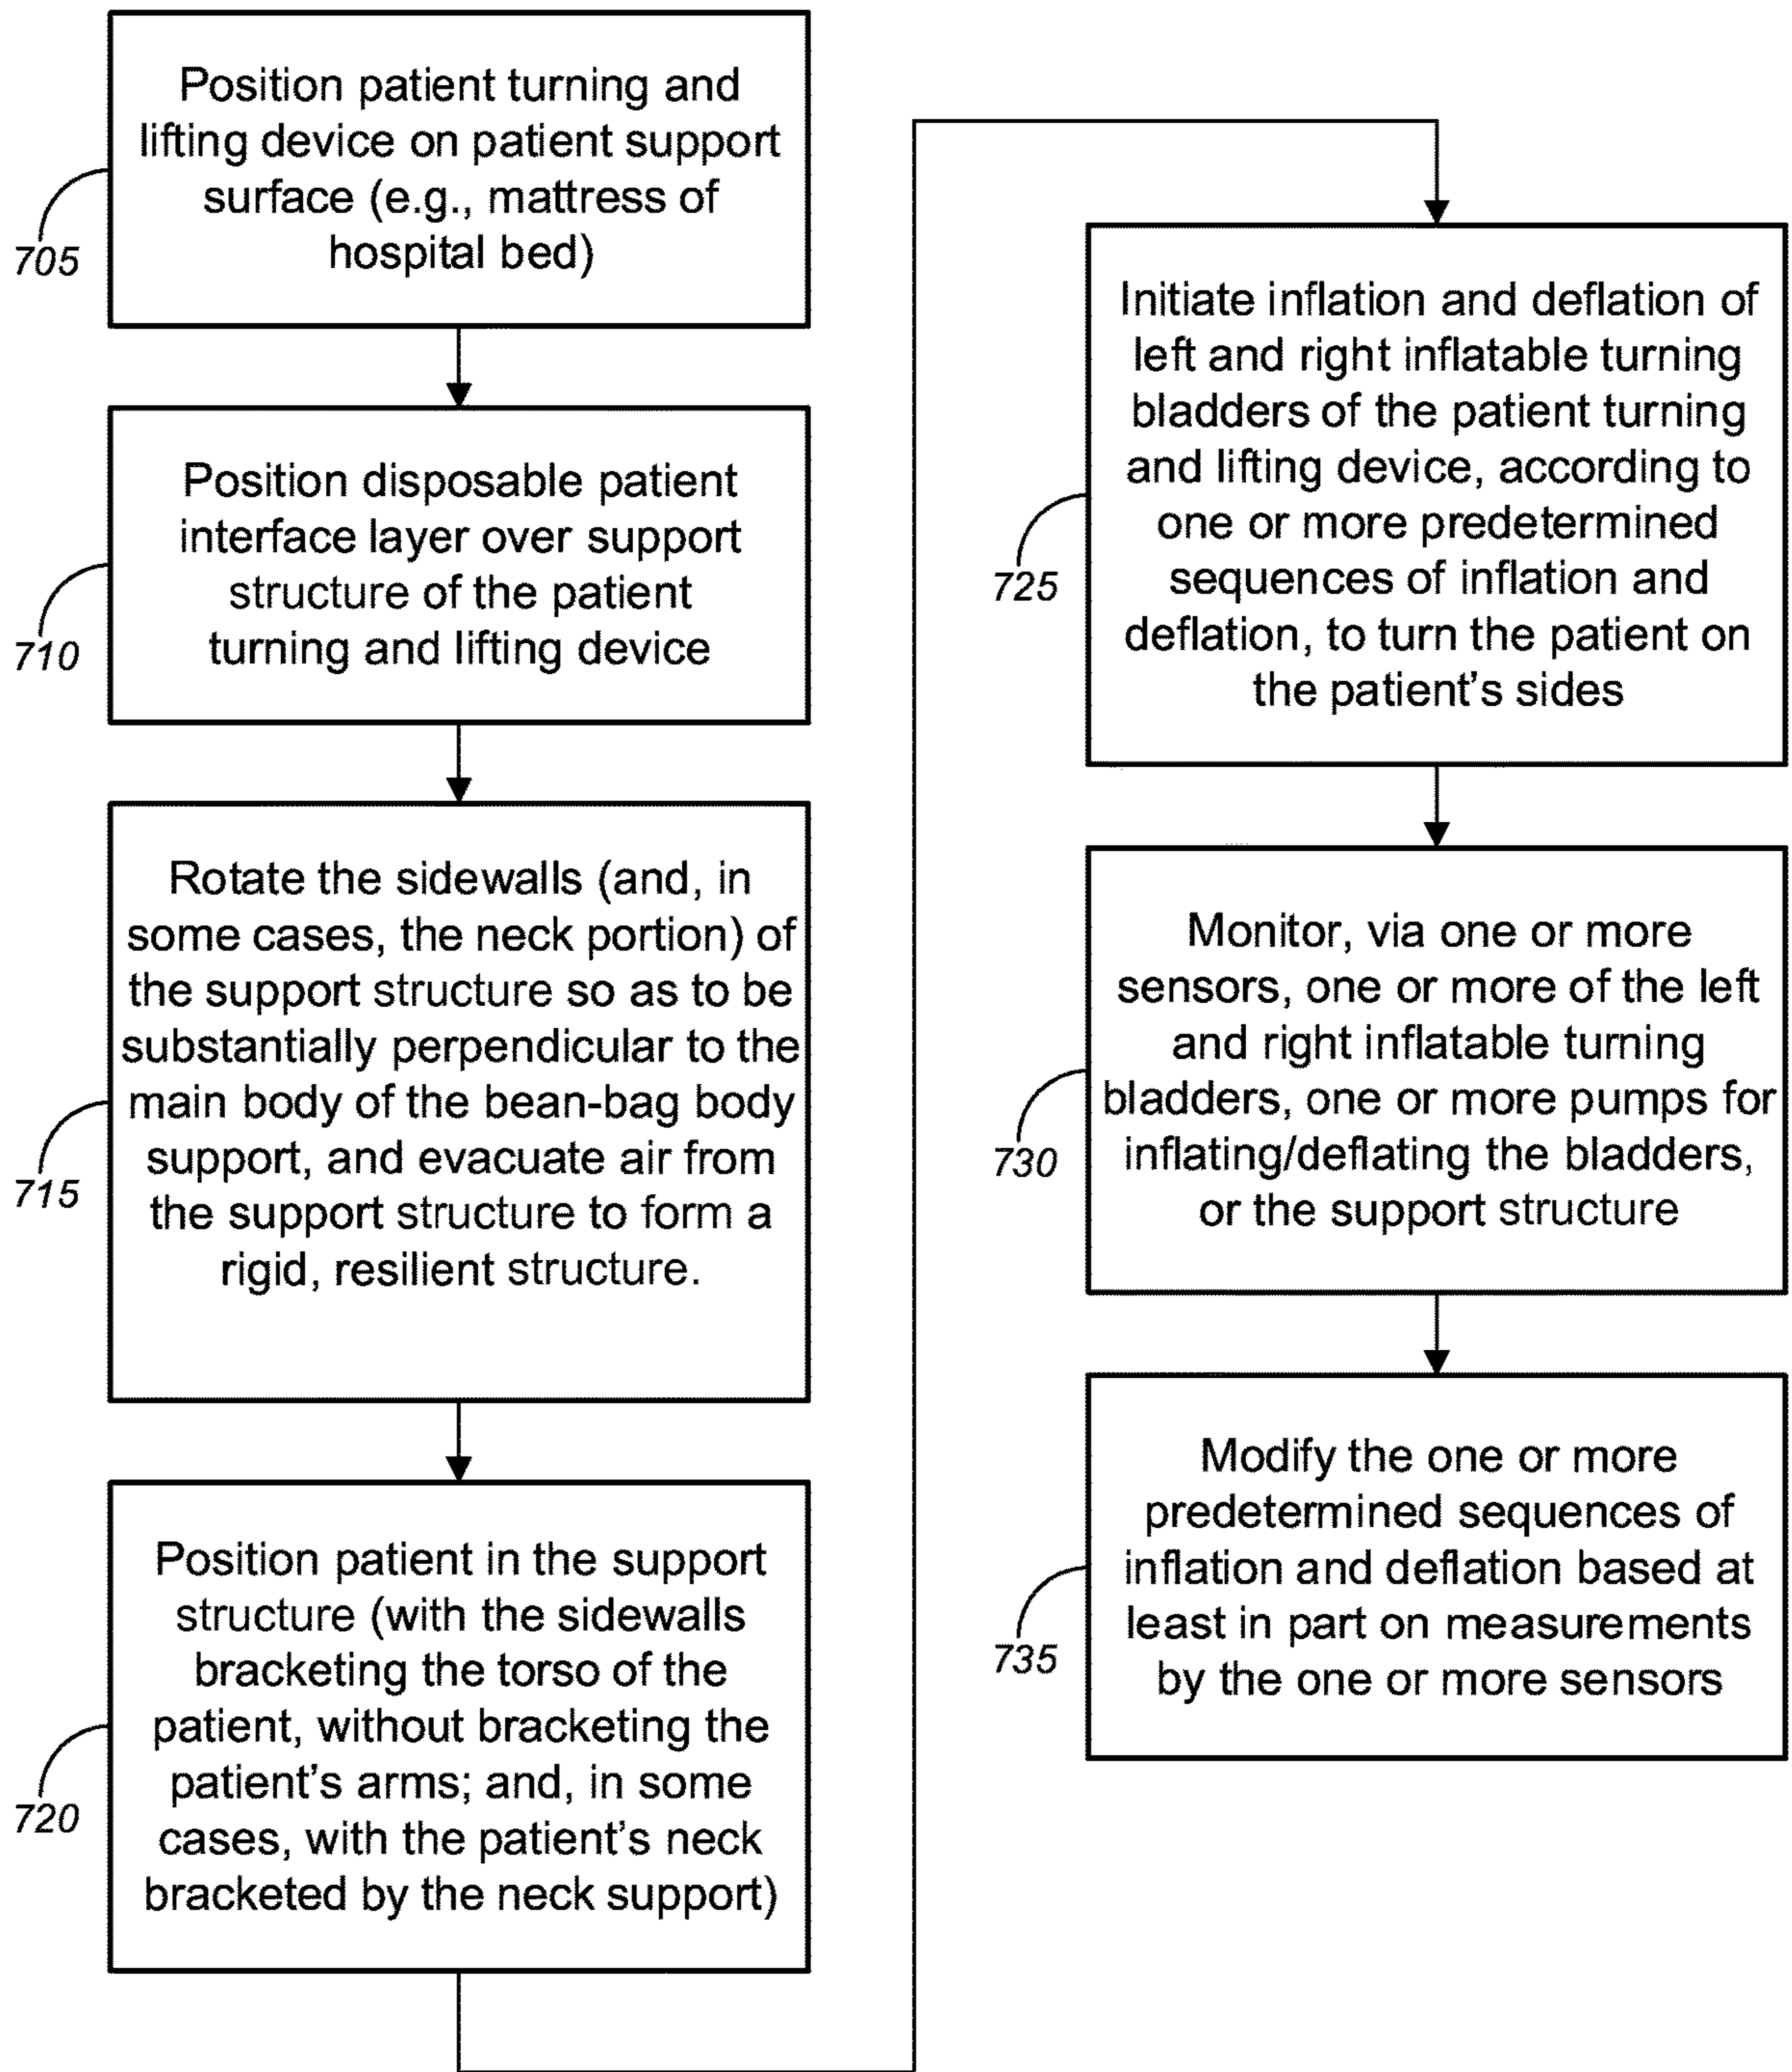 Position patient turning and
lifting device on patient support
surface (e.g., mattress of
hospital bed)
705
Position disposable patient
interface layer over support
structure of the patient
turning and lifting device
710
Rotate the sidewalls (and, in
some cases, the neck portion) of
the support structure so as to be
substantially perpendicular to the
main body of the bean-bag body
support, and evacuate air from
the support structure to form a
rigid, resilient structure.
715
Position patient in the support
structure (with the sidewalls
bracketing the torso of the
patient, without bracketing the
patient's arms; and, in some
cases, with the patient's neck
bracketed by the neck support)
720
Initiate inflation and deflation of
left and right inflatable turning
bladders of the patient turning
and lifting device, according to
one or more predetermined
sequences of inflation and
deflation, to turn the patient on
the patient's sides
725
Monitor, via one or more
sensors, one or more of the left
and right inflatable turning
bladders, one or more pumps for
inflating/deflating the bladders,
or the support structure
730
Modify the one or more
predetermined sequences of
inflation and deflation based at
least in part on measurements
by the one or more sensors
735